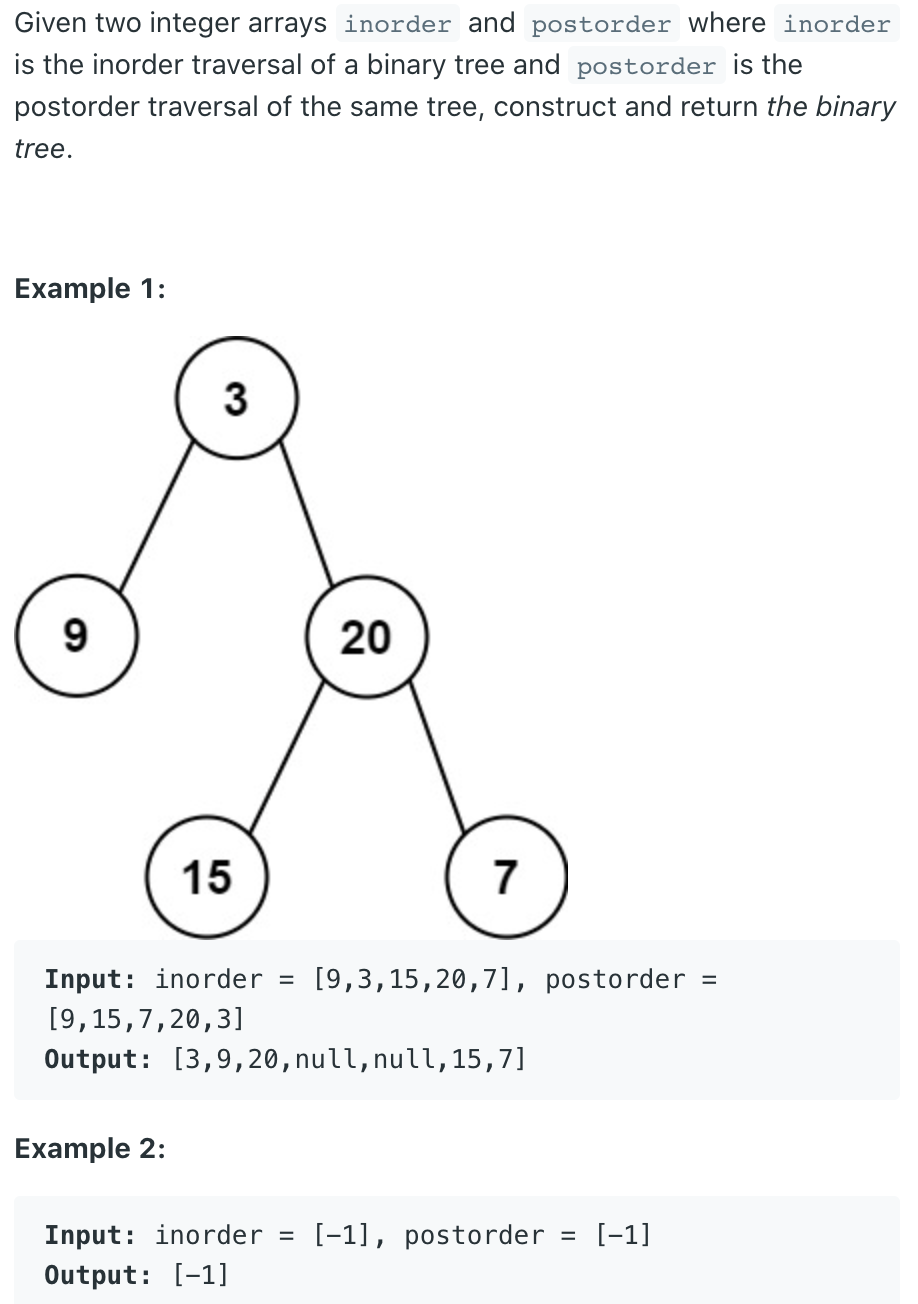 Given two integer arrays inorder and postorder where inorder
is the inorder traversal of a binary tree and postorder is the
postorder traversal of the same tree, construct and return the binary
tree.
Example 1:
3
9
20
15
7
Input: inorder = [9,3,15,20,7], postorder =
[9,15,7,20,3]
Output: [3,9,20,null,null,15,7]
Example 2:
Input: inorder = [-1], postorder = [-1]
Output: [-1]